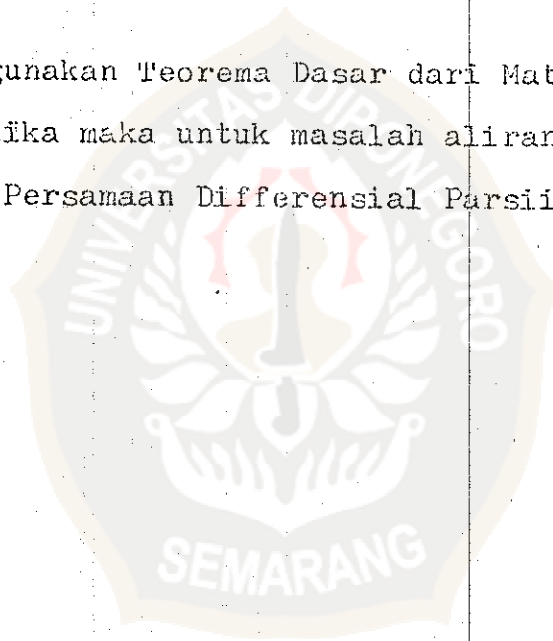 gunakan Teorema Dasar dari Mat
ika maka untuk masalah aliran
Persamaan Differensial Parsii
UNIVERSITAS DIPONEGORO
SEMARANG